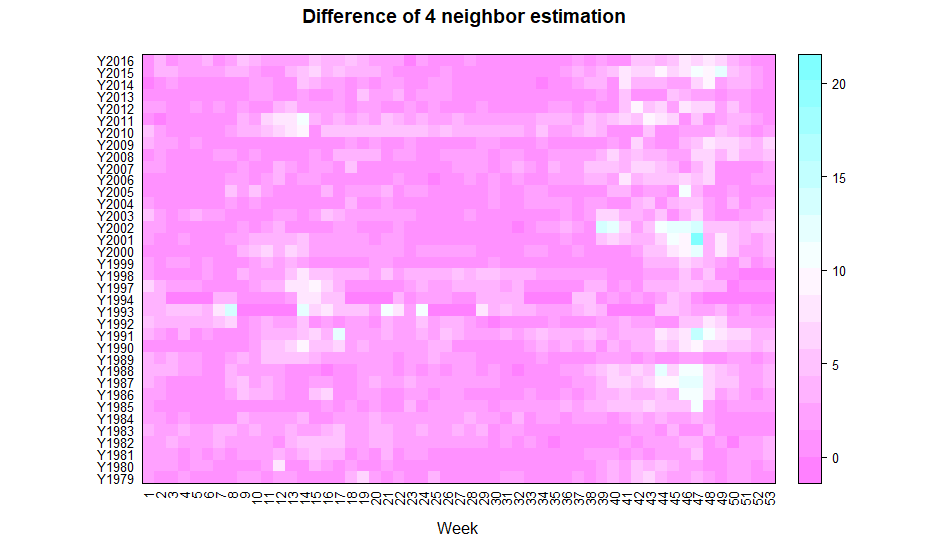 Difference of 4 neighbor estimation
Y2016
Y2015
Y2014
Y2013
Y2012
Y2011
Y2010
Y2009
Y2008
Y2007
Y2006
Y2005
Y2004
Y2003
Y2002
Y2001
Y2000
Y1999
Y1998
Y1997
Y1994
Y1993
Y1992
Y1991
Y1990
Y1989
Y1988
Y1987
Y1986
Y1985
Y1984
Y1983
Y1982
Y1981
Y1980
Y1979
1 2 3 4 5 6 7 8 9 10 11 12 13 14 15 16 17 18 19 20 21 22 23 24 25 26 27 28 29 30 31 32 33 34 35 36 37 38 39 40 41 42 43 44 45 46 47 48 49 50 51 52 53
Week
20
15
10
5
0